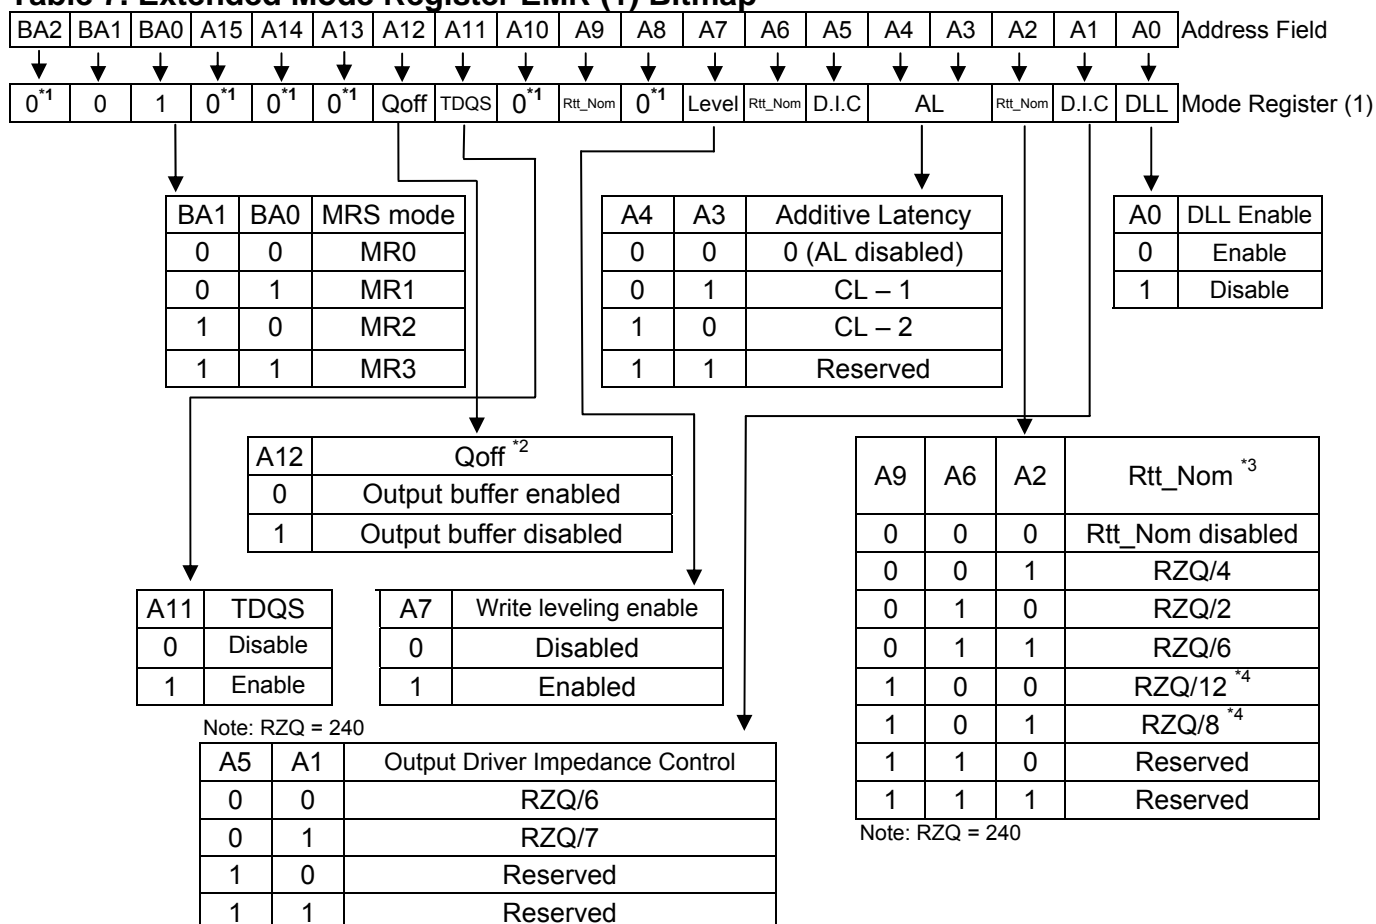 Table 7. Extended Mode Register EMR (1) Bitmap
BA2 BA1 BA0 A15 A14 A13 A12 A11 A10 A9 A8 A7 A6 A5 A4 A3 A2 A1 A0 Address Field
0*1 0 1 0*1 0*1 0*1 Qoff TDQS 0*1 Rtt_Nom 0*1 Level Rtt_Nom D.I.C AL Rtt_Nom D.I.C DLL Mode Register (1)
BA1 BA0 MRS mode
0 0 MR0
0 1 MR1
1 0 MR2
1 1 MR3
A4 A3 Additive Latency
0 0 0 (AL disabled)
0 1 CL – 1
1 0 CL – 2
1 1 Reserved
A0 DLL Enable
0 Enable
1 Disable
A12 Qoff *2
0 Output buffer enabled
1 Output buffer disabled
A9 A6 A2 Rtt_Nom *3
0 0 0 Rtt_Nom disabled
0 0 1 RZQ/4
0 1 0 RZQ/2
0 1 1 RZQ/6
1 0 0 RZQ/12 *4
1 0 1 RZQ/8 *4
1 1 0 Reserved
1 1 1 Reserved
Note: RZQ = 240
A11 TDQS
0 Disable
1 Enable
A7 Write leveling enable
0 Disabled
1 Enabled
Note: RZQ = 240
A5 A1 Output Driver Impedance Control
0 0 RZQ/6
0 1 RZQ/7
1 0 Reserved
1 1 Reserved